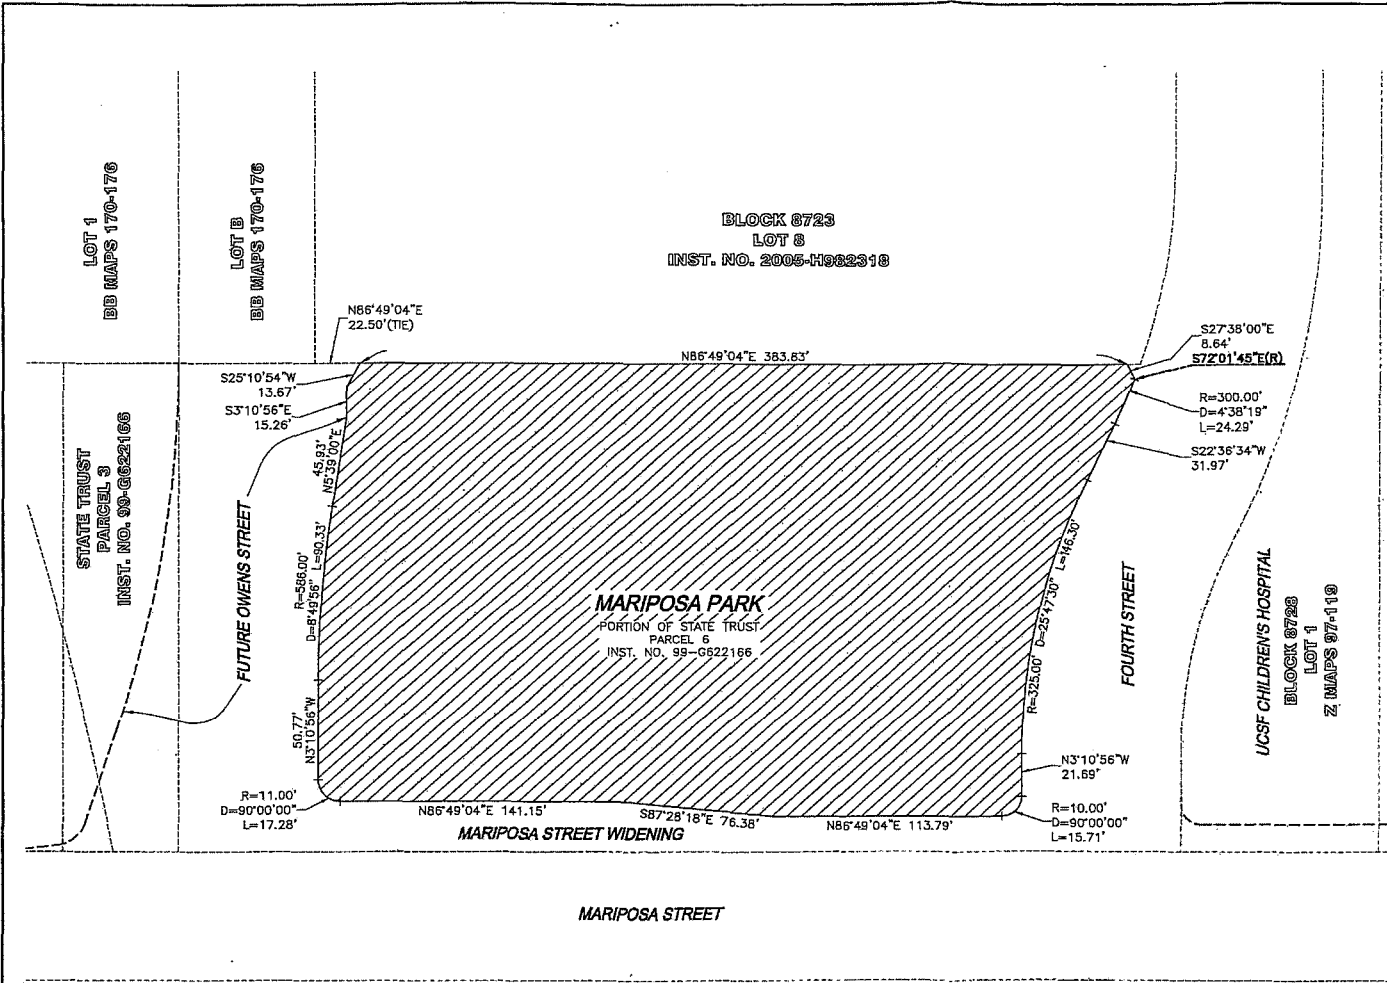 LOT 1
BB MAPS 170-176
LOT B
BB MAPS 170-176
BLOCK 8723
LOT 8
INST. NO. 2005-H982318
N86°49'04"E
22.50'(TIE)
N86°49'04"E 383.83'
S27°38'00"E
8.64'
S72°01'45"E(R)
R=300.00'
D=4°38'19"
L=24.29'
S22°36'34"W
31.97'
S25°10'54"W
13.67'
S3°10'56"E
15.26'
STATE TRUST
PARCEL 3
INST. NO. 99-G622166
FUTURE OWENS STREET
45.93'
N5°39'00"E
R=586.00'
D=8°49'56" L=90.33'
50.77'
N3°10'56"W
MARIPOSA PARK
PORTION OF STATE TRUST
PARCEL 6
INST. NO. 99-G622166
R=325.00' D=25°47'30" L=146.30'
FOURTH STREET
UCSF CHILDREN'S HOSPITAL
BLOCK 8728
LOT 1
Z MAPS 97-119
N3°10'56"W
21.69'
R=11.00'
D=90°00'00"
L=17.28'
N86°49'04"E 141.15'
S87°28'18"E 76.38'
N86°49'04"E 113.79'
R=10.00'
D=90°00'00"
L=15.71'
MARIPOSA STREET WIDENING
MARIPOSA STREET